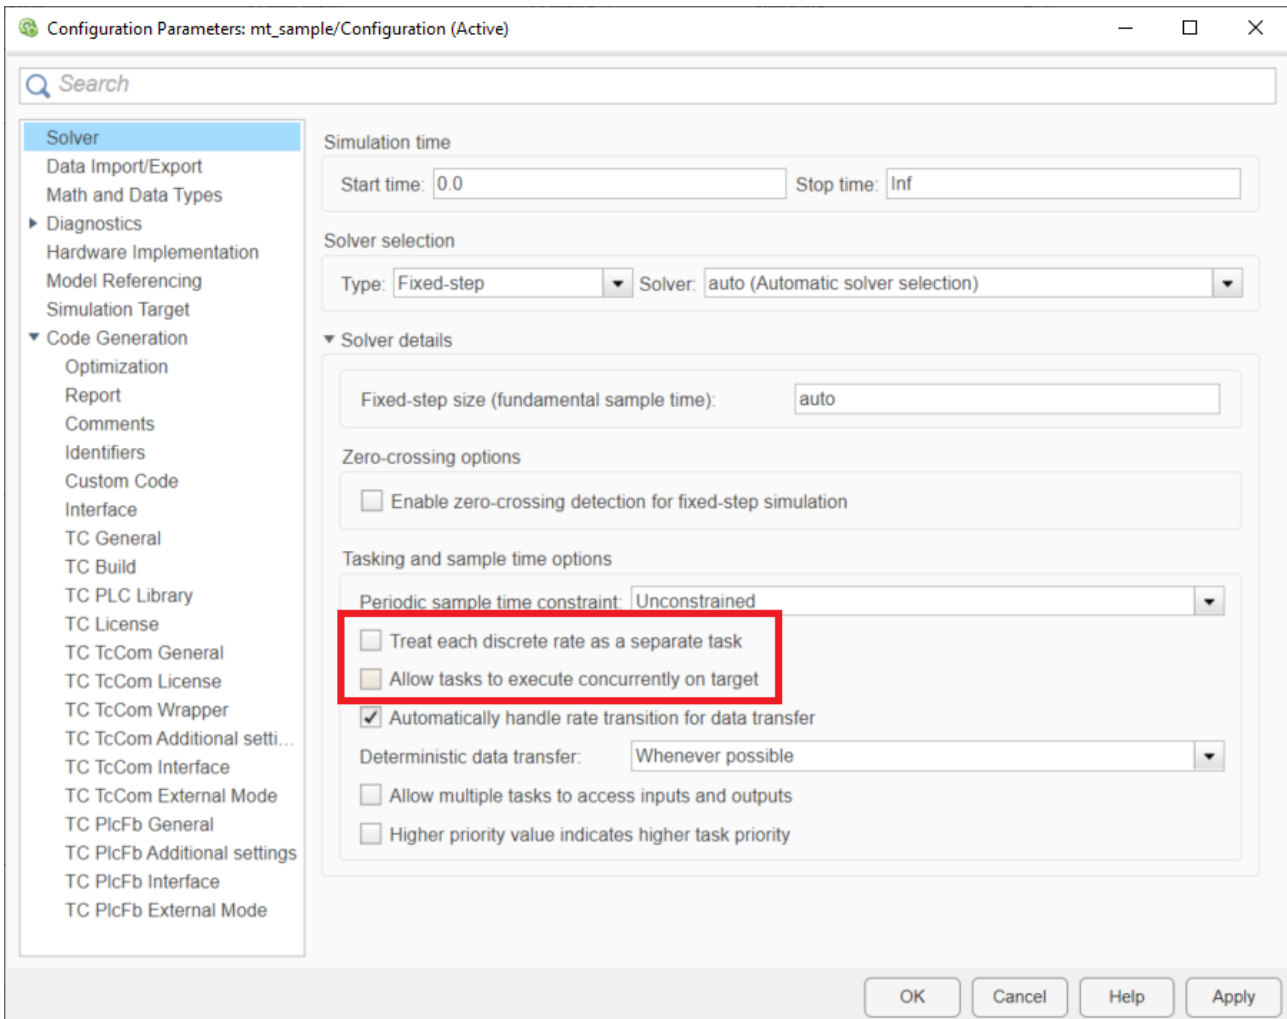 Configuration Parameters: mt_sample/Configuration (Active)
Search
Solver
Data Import/Export
Math and Data Types
Diagnostics
Hardware Implementation
Model Referencing
Simulation Target
Code Generation
Optimization
Report
Comments
Identifiers
Custom Code
Interface
TC General
TC Build
TC PLC Library
TC License
TC TcCom General
TC TcCom License
TC TcCom Wrapper
TC TcCom Additional setti...
TC TcCom Interface
TC TcCom External Mode
TC PlcFb General
TC PlcFb Additional settings
TC PlcFb Interface
TC PlcFb External Mode
Simulation time
Start time: 0.0 Stop time: Inf
Solver selection
Type: Fixed-step Solver: auto (Automatic solver selection)
Solver details
Fixed-step size (fundamental sample time): auto
Zero-crossing options
Enable zero-crossing detection for fixed-step simulation
Tasking and sample time options
Periodic sample time constraint: Unconstrained
Treat each discrete rate as a separate task
Allow tasks to execute concurrently on target
Automatically handle rate transition for data transfer
Deterministic data transfer: Whenever possible
Allow multiple tasks to access inputs and outputs
Higher priority value indicates higher task priority
OK Cancel Help Apply